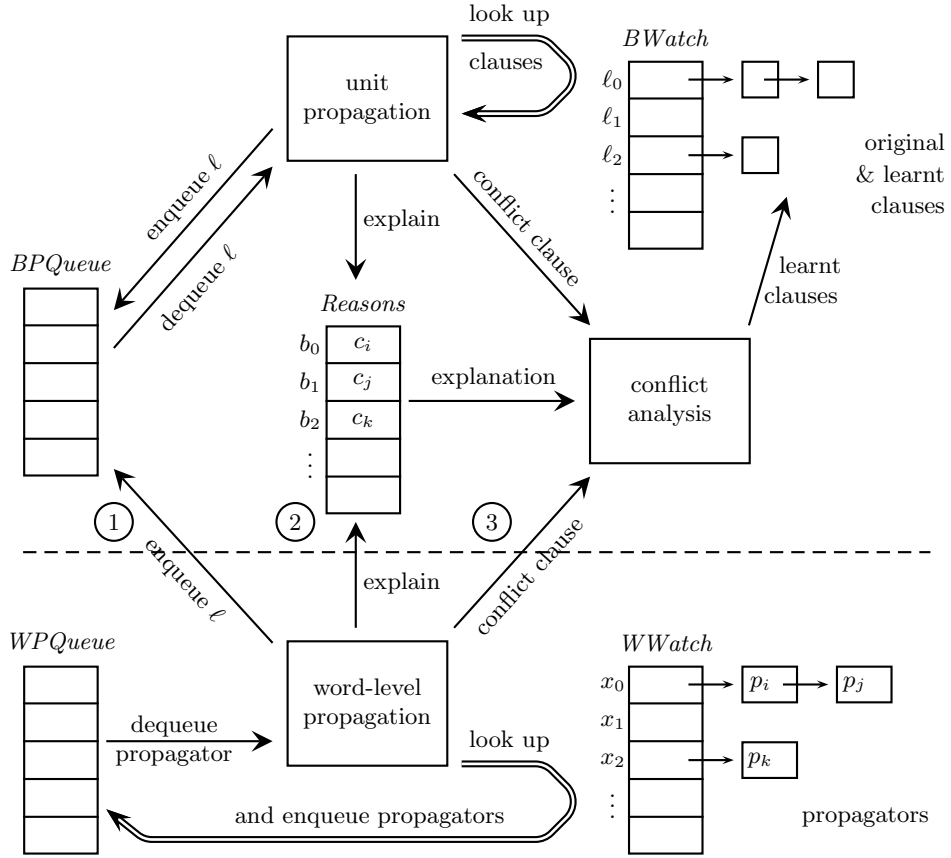 look up
clauses
unit
propagation
BWatch
ℓ0
ℓ1
ℓ2
⋮
original
& learnt
clauses
enqueue ℓ
dequeue ℓ
explain
conflict clause
learnt
clauses
BPQueue
Reasons
b0 ci
b1 cj
b2 ck
⋮
explanation
conflict
analysis
1
2
3
enqueue ℓ
explain
conflict clause
WPQueue
dequeue
propagator
word-level
propagation
look up
and enqueue propagators
WWatch
x0 pi pj
x1
x2 pk
⋮
propagators